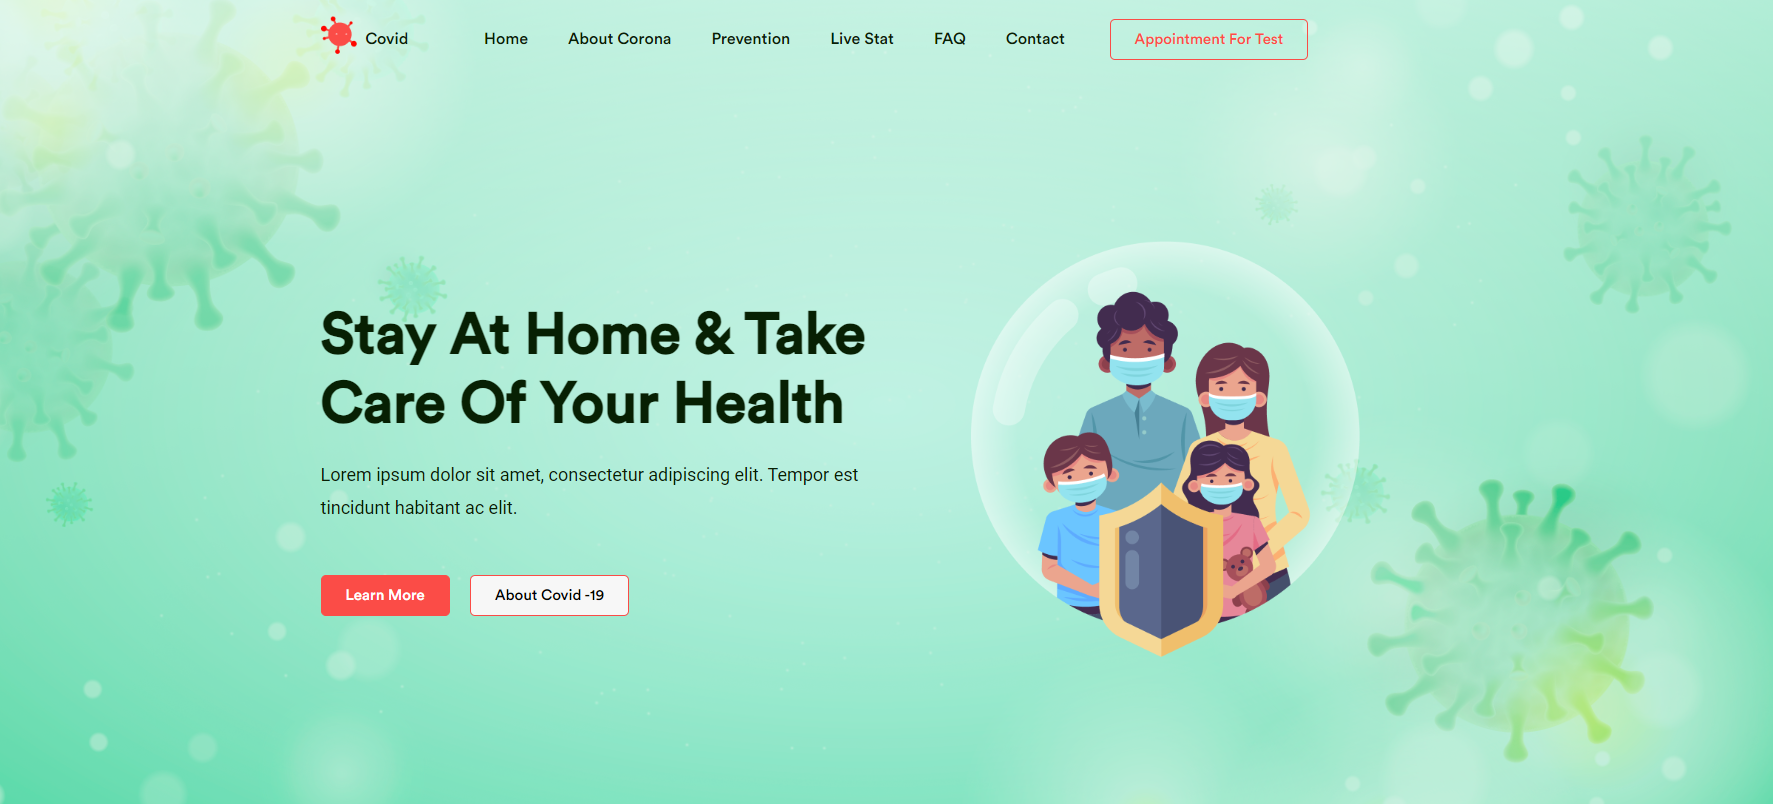 Covid
Home
About Corona
Prevention
Live Stat
FAQ
Contact
Appointment For Test
Stay At Home & Take
Care Of Your Health
Lorem ipsum dolor sit amet, consectetur adipiscing elit. Tempor est
tincidunt habitant ac elit.
Learn More
About Covid -19